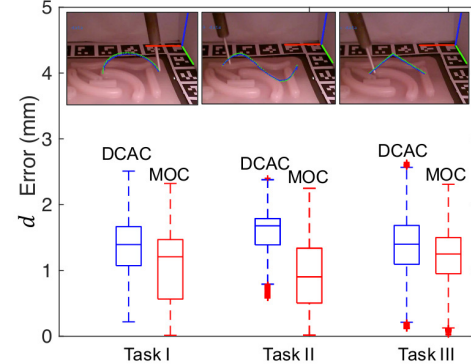 5
4
3
2
1
0
d Error (mm)
DCAC
MOC
DCAC
MOC
DCAC
MOC
Task I
Task II
Task III